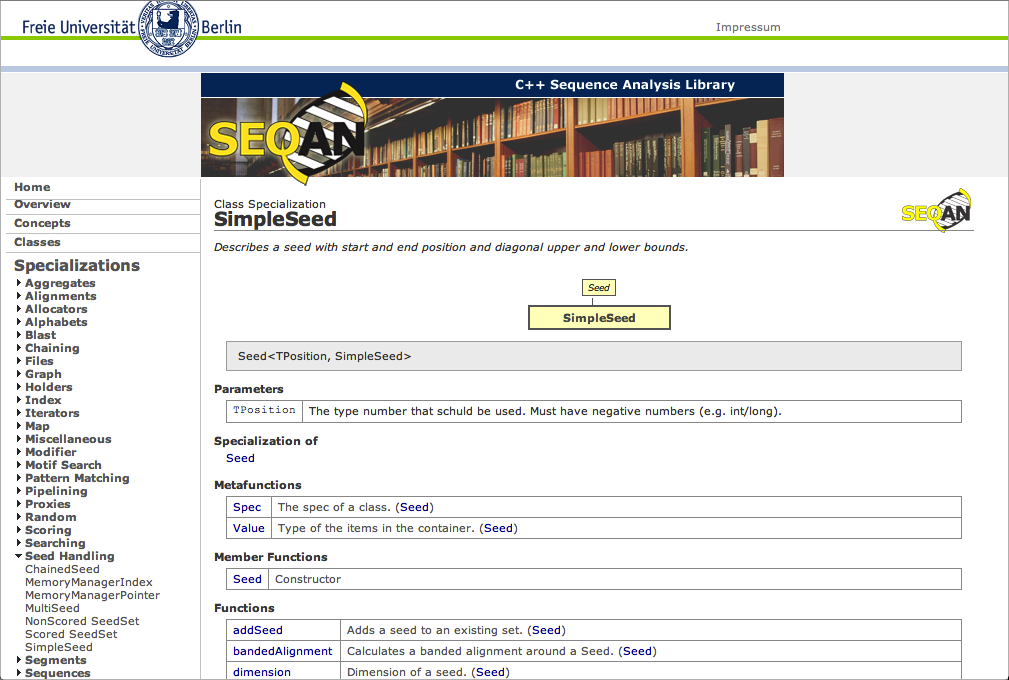 Freie Universität Berlin
Impressum
C++ Sequence Analysis Library
SEQAN
Home
Overview
Concepts
Classes
Specializations
Aggregates
Alignments
Allocators
Alphabets
Blast
Chaining
Files
Graph
Holders
Index
Iterators
Map
Miscellaneous
Modifier
Motif Search
Pattern Matching
Pipelining
Proxies
Random
Scoring
Searching
Seed Handling
ChainedSeed
MemoryManagerIndex
MemoryManagerPointer
MultiSeed
NonScored SeedSet
Scored SeedSet
SimpleSeed
Segments
Sequences
Class Specialization
SimpleSeed
SEQAN
Describes a seed with start and end position and diagonal upper and lower bounds.
Seed
SimpleSeed
Seed<TPosition, SimpleSeed>
Parameters
TPosition The type number that schuld be used. Must have negative numbers (e.g. int/long).
Specialization of
Seed
Metafunctions
Spec The spec of a class. (Seed)
Value Type of the items in the container. (Seed)
Member Functions
Seed Constructor
Functions
addSeed Adds a seed to an existing set. (Seed)
bandedAlignment Calculates a banded alignment around a Seed. (Seed)
dimension Dimension of a seed. (Seed)